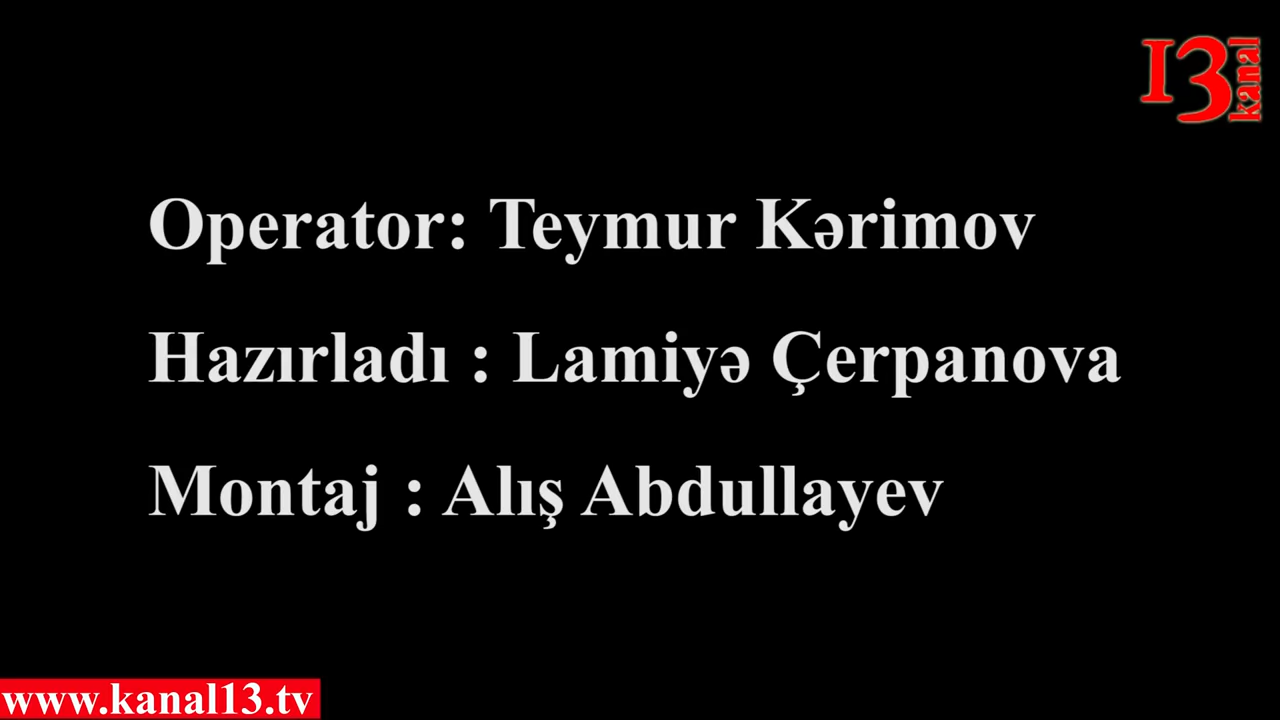 13 kanal
Operator: Teymur Kərimov
Hazırladı : Lamiyə Çerpanova
Montaj : Alış Abdullayev
www.kanal13.tv